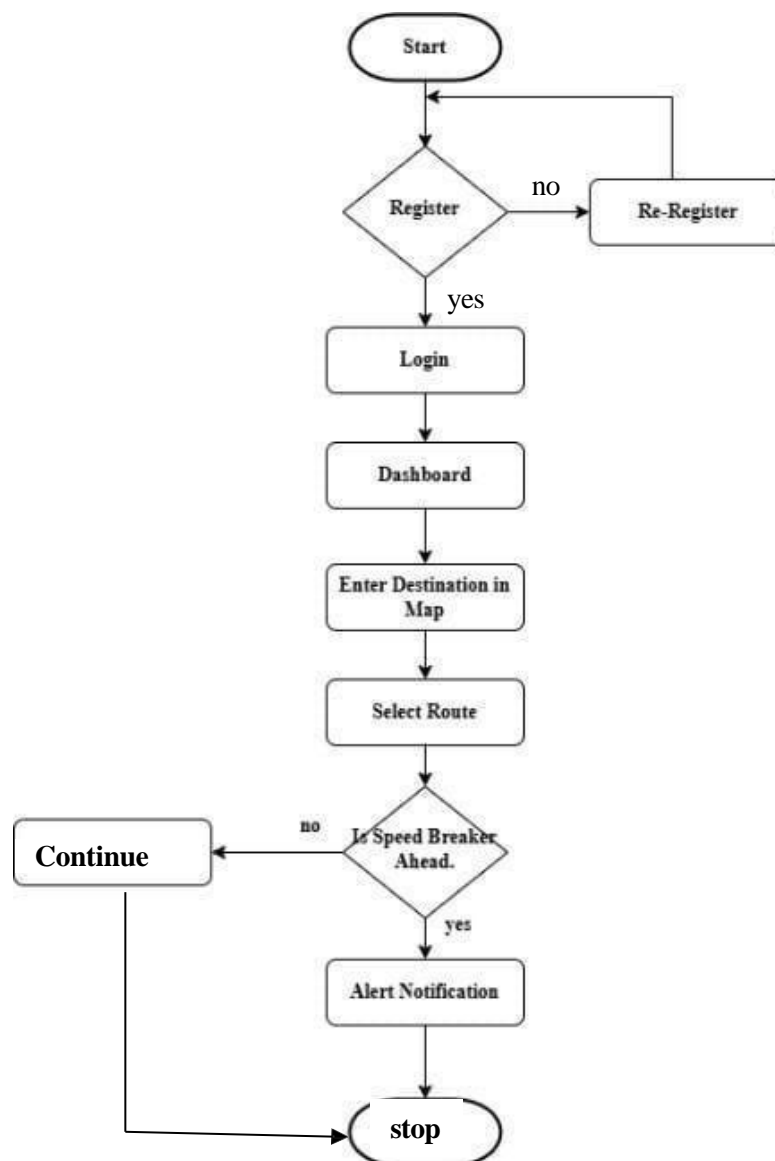 Start
Register
no
Re-Register
yes
Login
Dashboard
Enter Destination in
Map
Select Route
no
Is Speed Breaker
Ahead.
Continue
yes
Alert Notification
stop